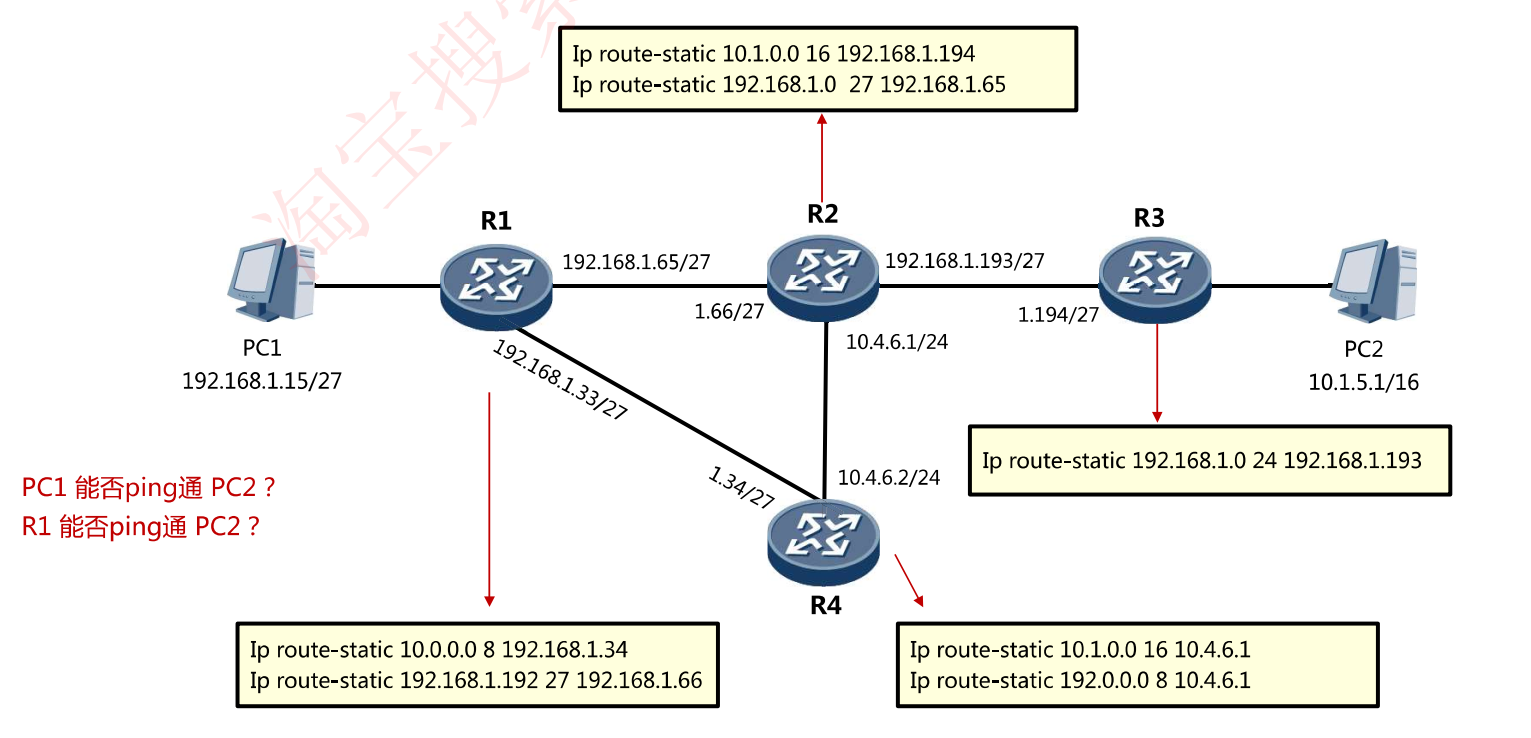 Ip route-static 10.1.0.0 16 192.168.1.194
Ip route-static 192.168.1.0  27 192.168.1.65
淘宝搜索
R1
R2
R3
192.168.1.65/27
192.168.1.193/27
1.66/27
1.194/27
10.4.6.1/24
PC1
192.168.1.15/27
PC2
10.1.5.1/16
192.168.1.33/27
Ip route-static 192.168.1.0 24 192.168.1.193
1.34/27
10.4.6.2/24
PC1 能否ping通 PC2？
R1 能否ping通 PC2？
R4
Ip route-static 10.0.0.0 8 192.168.1.34
Ip route-static 192.168.1.192 27 192.168.1.66
Ip route-static 10.1.0.0 16 10.4.6.1
Ip route-static 192.0.0.0 8 10.4.6.1